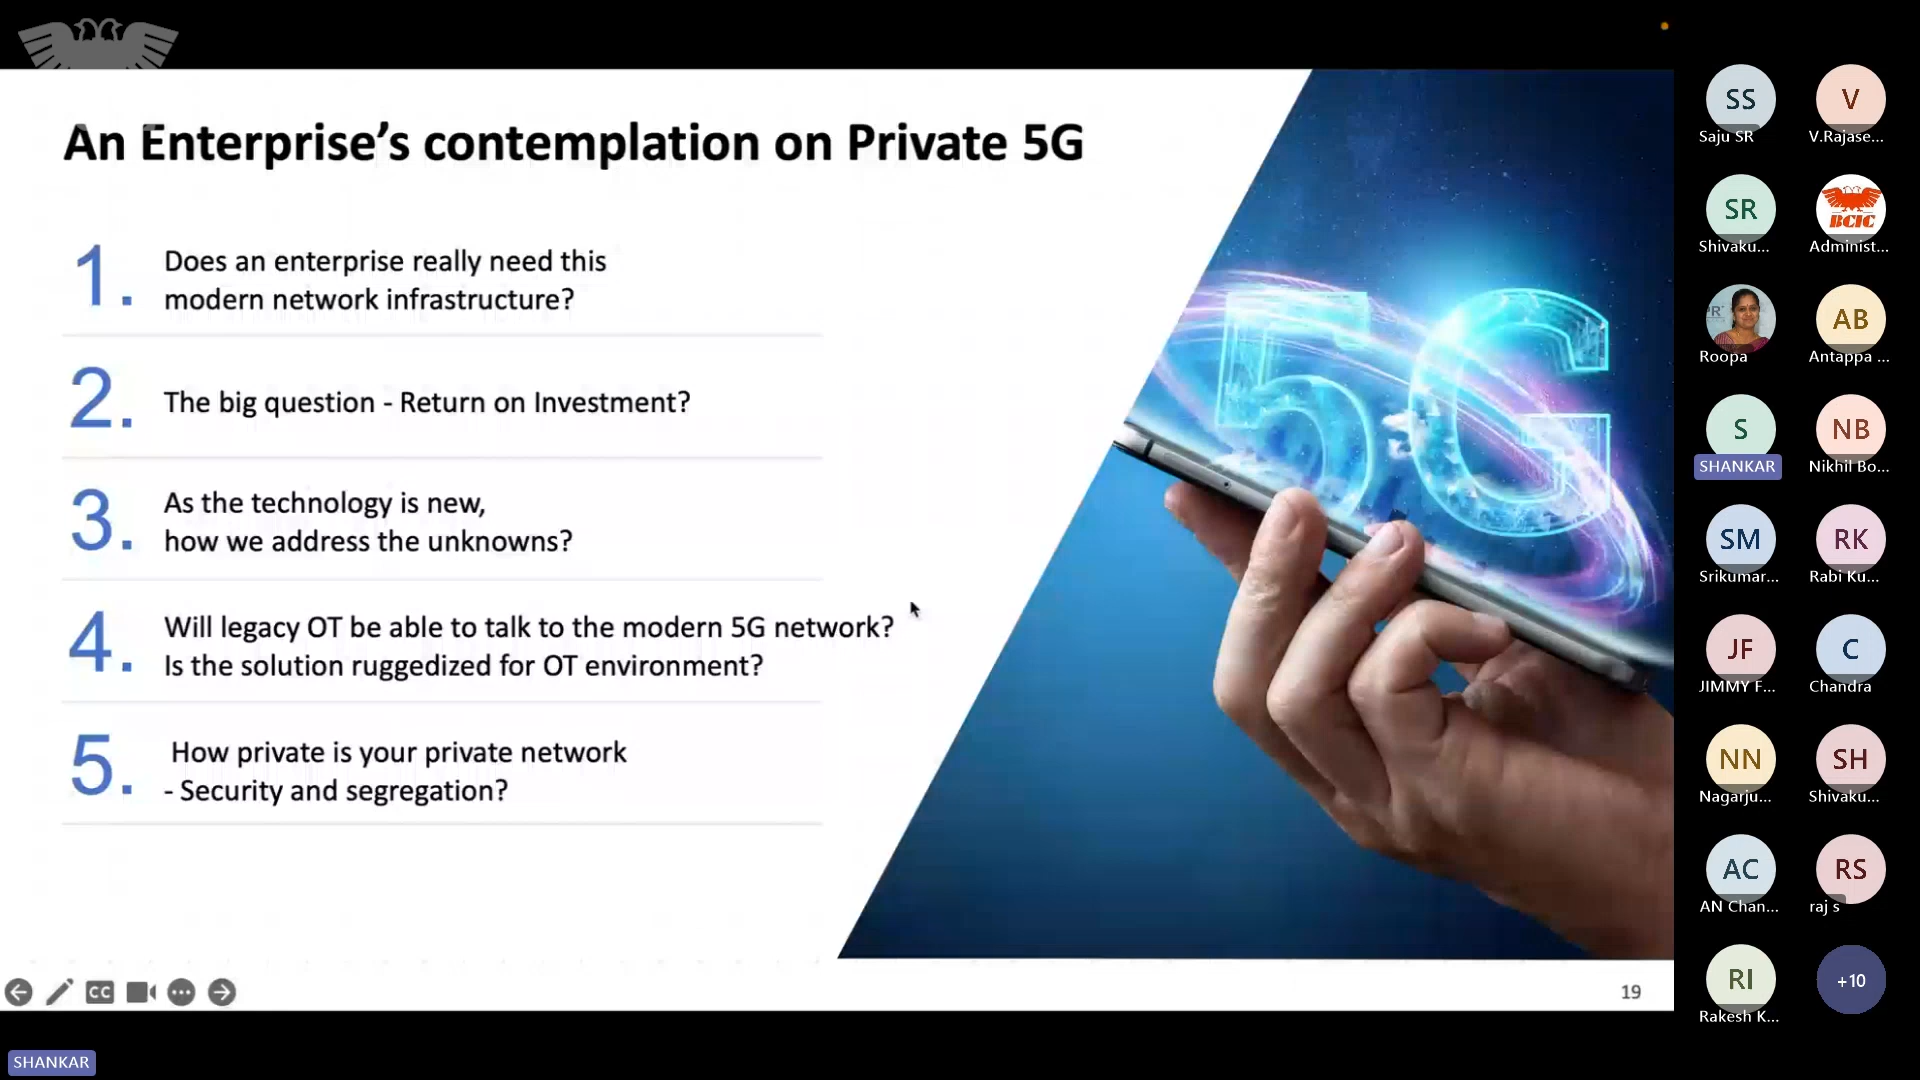 An Enterprise’s contemplation on Private 5G
1. Does an enterprise really need this
modern network infrastructure?
2. The big question - Return on Investment?
3. As the technology is new,
how we address the unknowns?
4. Will legacy OT be able to talk to the modern 5G network?
Is the solution ruggedized for OT environment?
5. How private is your private network
- Security and segregation?
5G
CC
19
SHANKAR
SS
Saju SR
V
V.Rajase...
SR
Shivaku...
BCIC
Administ...
PR
Roopa
AB
Antappa ...
S
SHANKAR
NB
Nikhil Bo...
SM
Srikumar...
RK
Rabi Ku...
JF
JIMMY F...
C
Chandra
NN
Nagarju...
SH
Shivaku...
AC
AN Chan...
RS
raj s
RI
Rakesh K...
+10